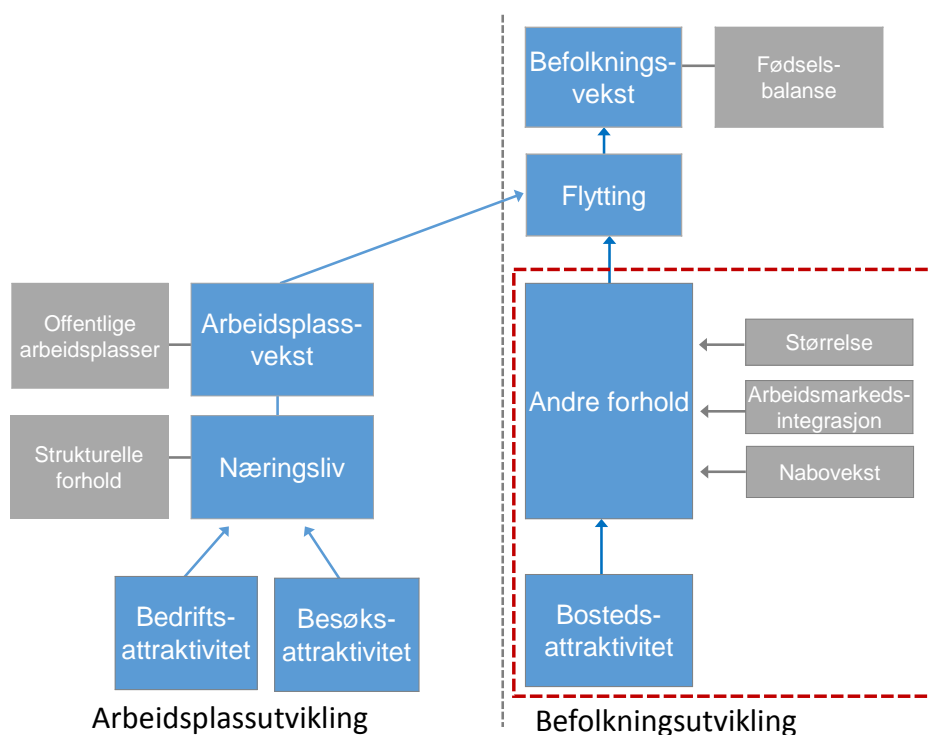 Befolknings-
vekst
Fødsels-
balanse
Flytting
Offentlige
arbeidsplasser
Arbeidsplass-
vekst
Strukturelle
forhold
Næringsliv
Bedrifts-
attraktivitet
Besøks-
attraktivitet
Arbeidsplassutvikling
Andre forhold
Størrelse
Arbeidsmarkeds-
integrasjon
Nabovekst
Bosteds-
attraktivitet
Befolkningsutvikling